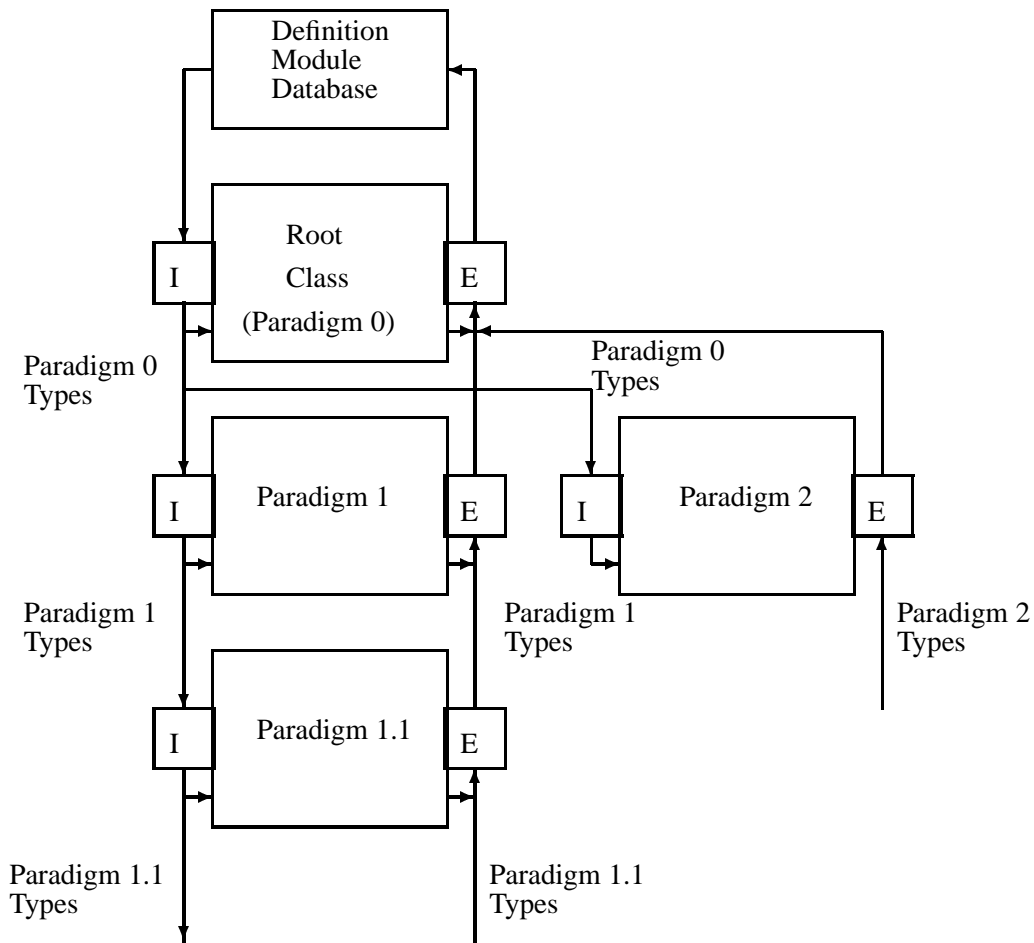 Definition
Module
Database
Root
Class
(Paradigm 0)
I
E
Paradigm 0
Types
Paradigm 0
Types
I
Paradigm 1
E
I
Paradigm 2
E
Paradigm 1
Types
Paradigm 1
Types
Paradigm 2
Types
I
Paradigm 1.1
E
Paradigm 1.1
Types
Paradigm 1.1
Types